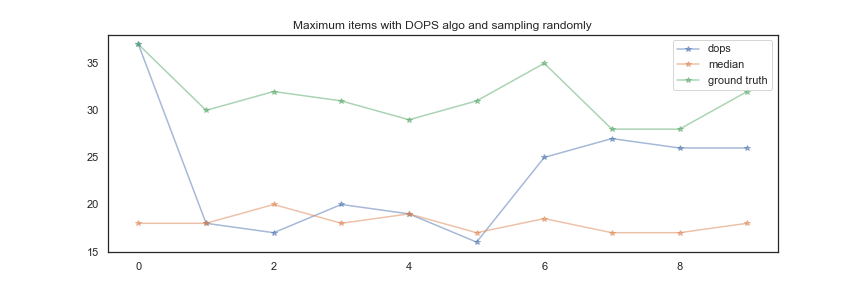 Maximum items with DOPS algo and sampling randomly
dops
median
ground truth
35
30
25
20
15
0 2 4 6 8